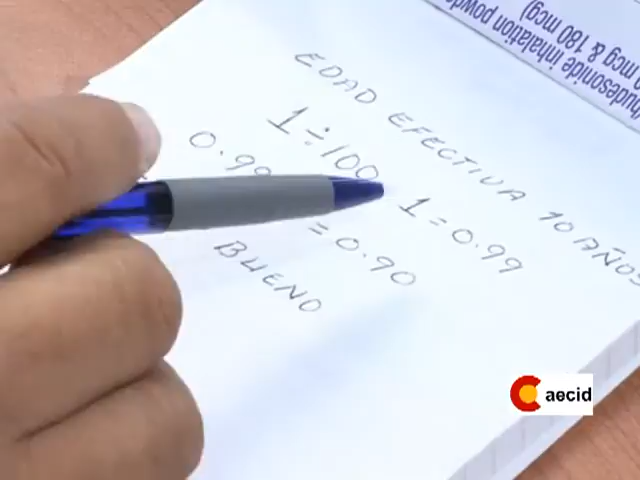 EDAD EFECTIVA 10 AÑOS
1÷100 1=0.99
0.99 =0.90
BUENO
budesonide inhalation powde
mcg & 180 mcg)
aecid